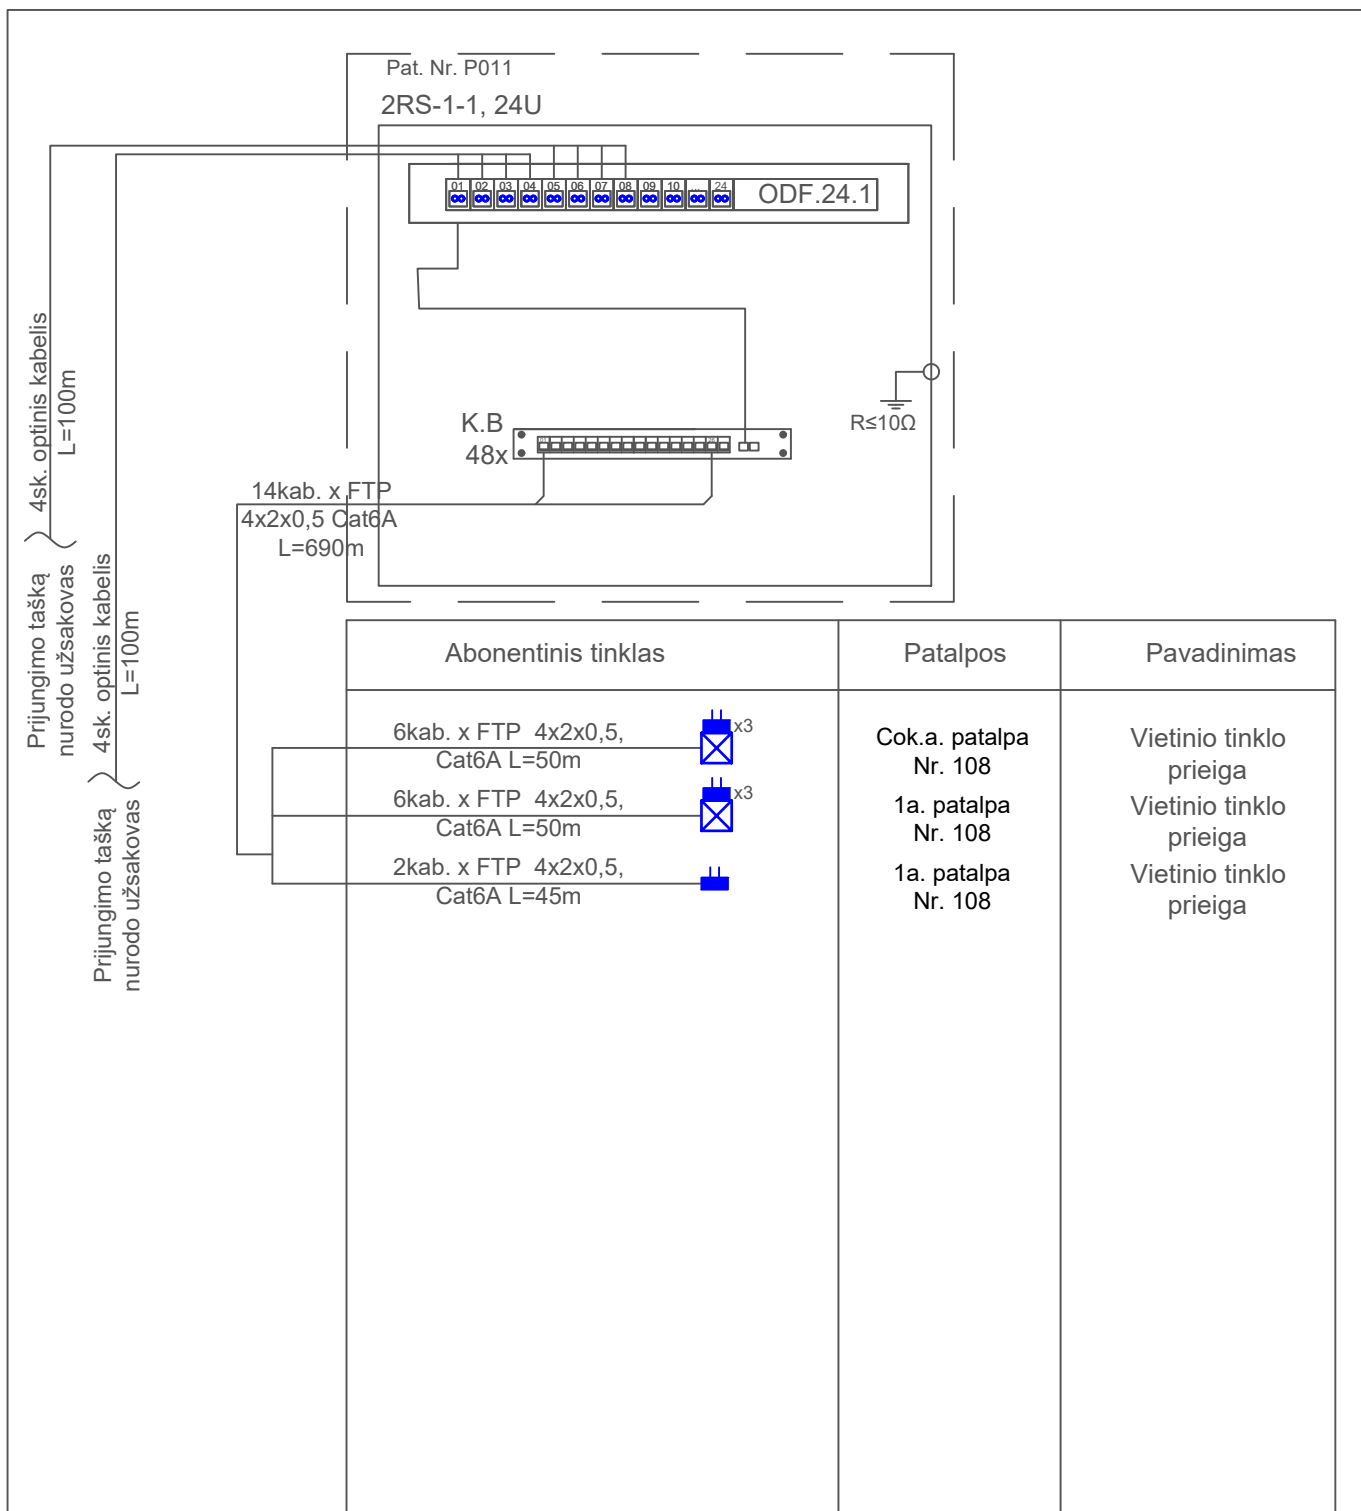 Pat. Nr. P011
2RS-1-1, 24U
01 02 03 04 05 06 07 08 09 10 ... 24
ODF.24.1
R≤10Ω
K.B
48x
14kab. x FTP
4x2x0,5 Cat6A
L=690m
4sk. optinis kabelis
L=100m
Prijungimo tašką
nurodo užsakovas
4sk. optinis kabelis
L=100m
Prijungimo tašką
nurodo užsakovas
Abonentinis tinklas Patalpos Pavadinimas
6kab. x FTP 4x2x0,5,
Cat6A L=50m
x3
Cok.a. patalpa
Nr. 108
Vietinio tinklo
prieiga
6kab. x FTP 4x2x0,5,
Cat6A L=50m
x3
1a. patalpa
Nr. 108
Vietinio tinklo
prieiga
2kab. x FTP 4x2x0,5,
Cat6A L=45m
1a. patalpa
Nr. 108
Vietinio tinklo
prieiga